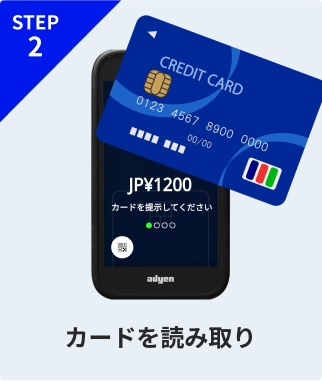 STEP
2
CREDIT CARD
0123 4567 8900 0000
00/00
JP¥1200
カードを提示してください
adyen
カードを読み取り